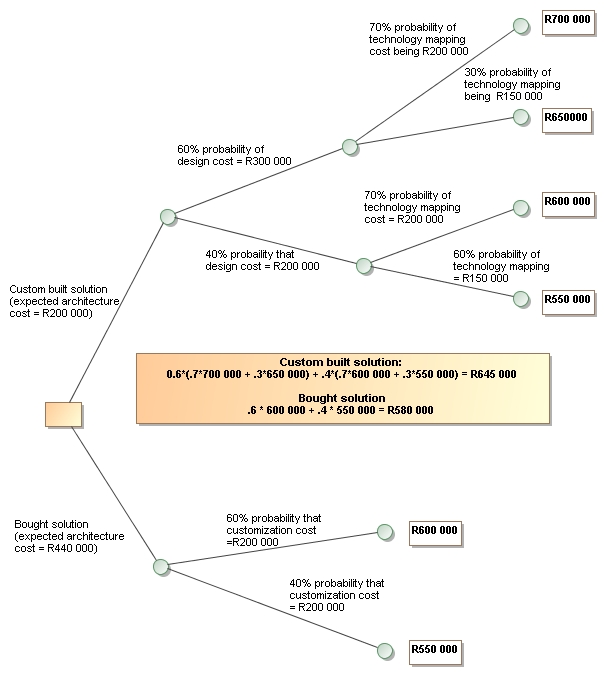 70% probability of
technology mapping
cost being R200 000
R700 000
30% probability of
technology mapping
being R150 000
R650000
60% probability of
design cost = R300 000
70% probability of
technology mapping
cost = R200 000
R600 000
40% probability that
design cost = R200 000
60% probability of
technology mapping
= R150 000
R550 000
Custom built solution
(expected architecture
cost = R200 000)
Custom built solution:
0.6*(.7*700 000 + .3*650 000) + .4*(.7*600 000 + .3*550 000) = R645 000
Bought solution
.6 * 600 000 + .4 * 550 000 = R580 000
Bought solution
(expected architecture
cost = R440 000)
60% probability that
customization cost
=R200 000
R600 000
40% probability that
customization cost
= R200 000
R550 000